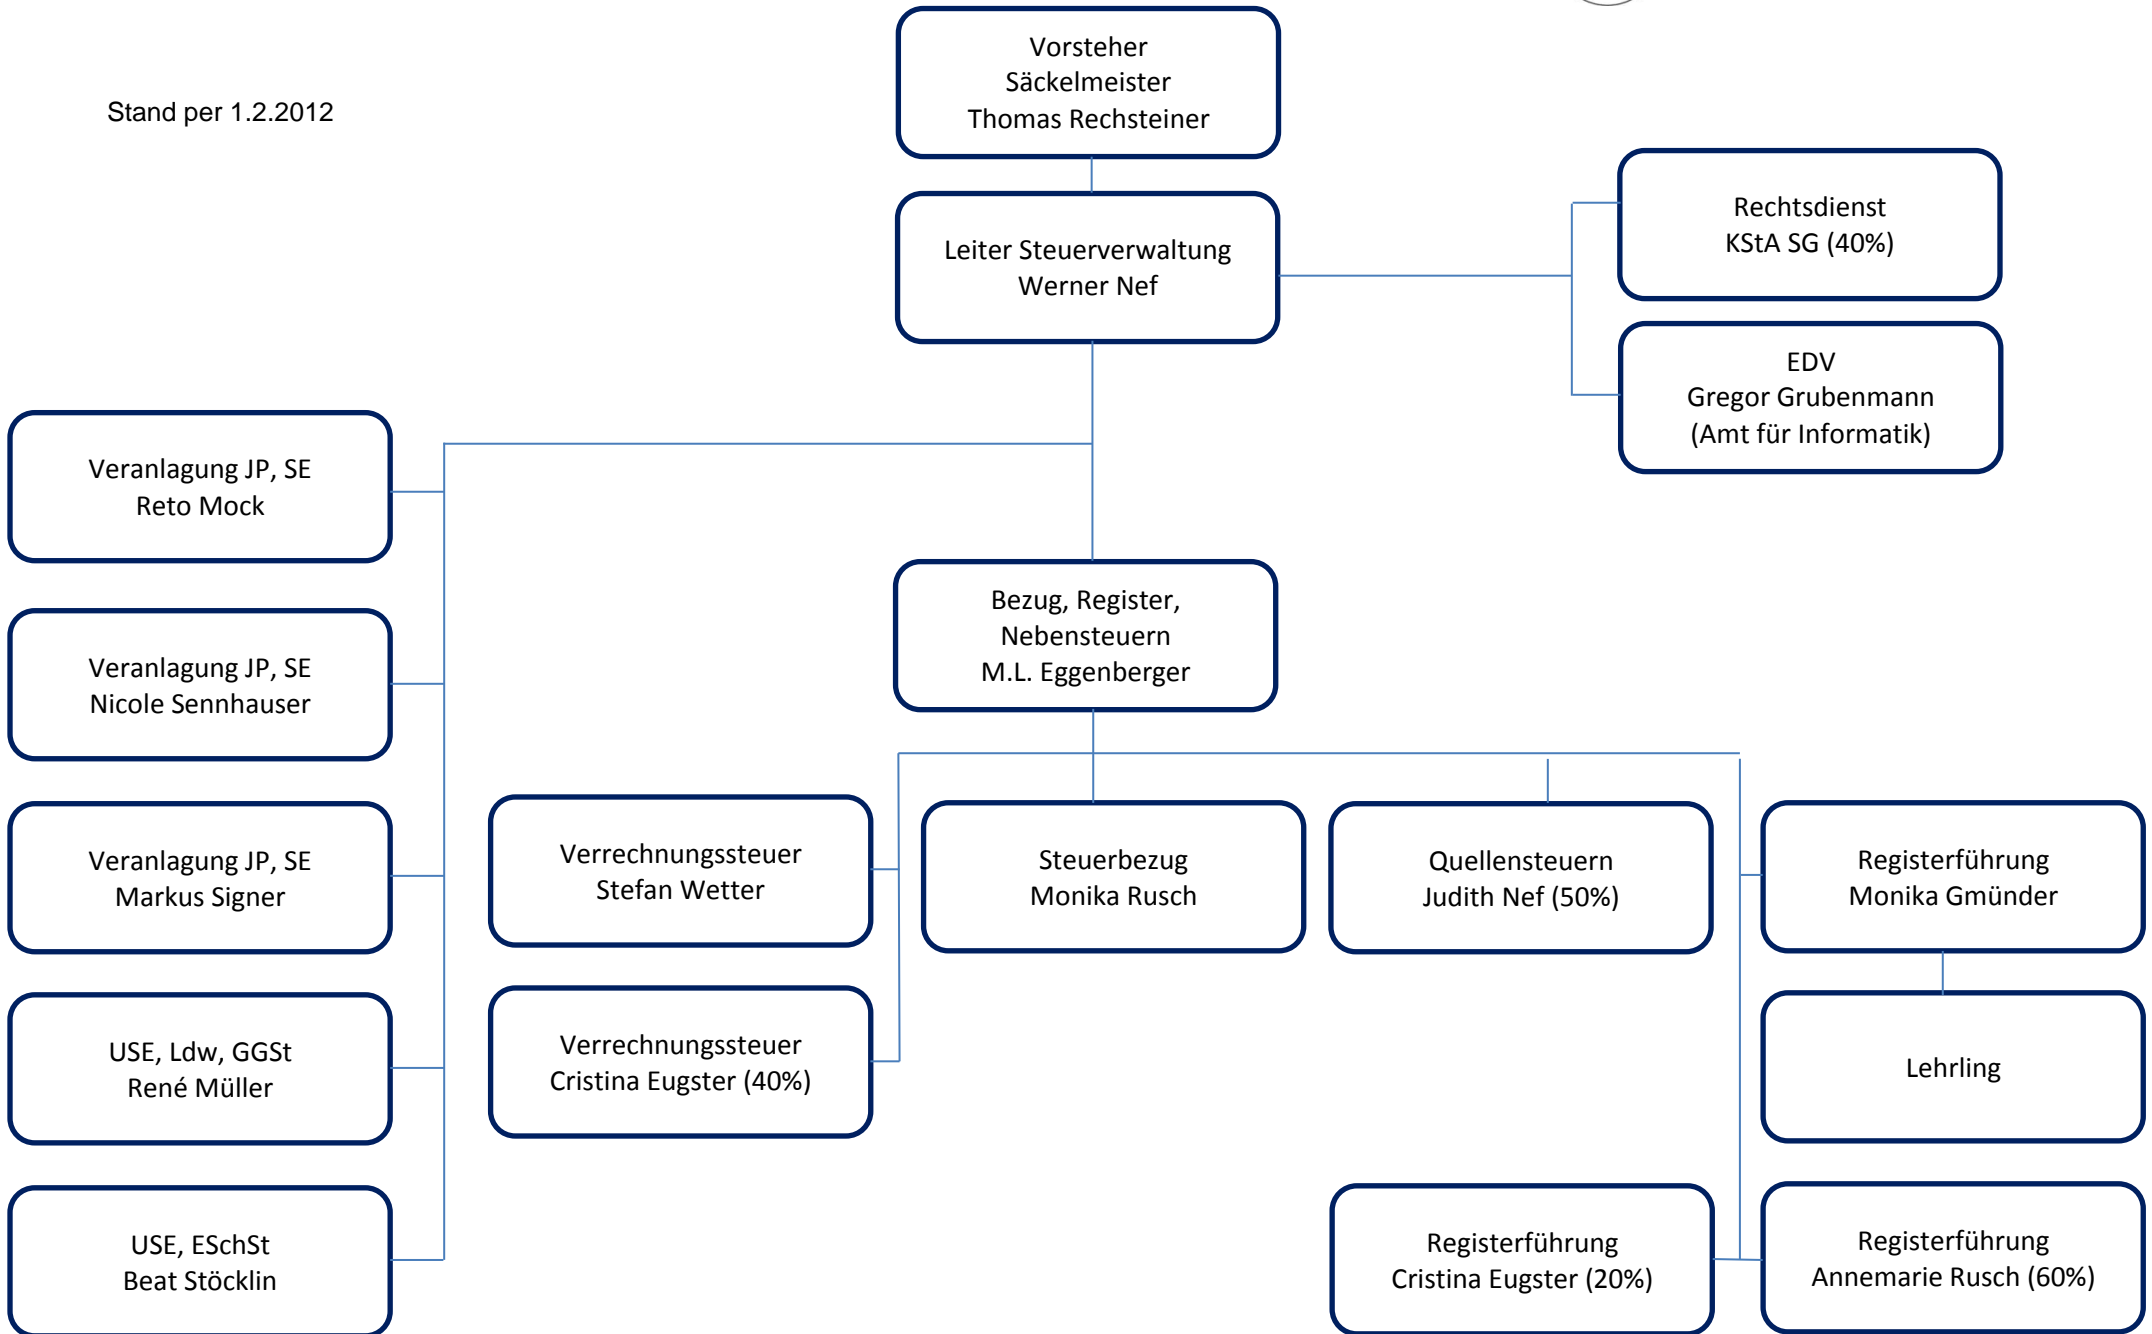 Stand per 1.2.2012
Vorsteher
Säckelmeister
Thomas Rechsteiner
Leiter Steuerverwaltung
Werner Nef
Rechtsdienst
KStA SG (40%)
EDV
Gregor Grubenmann
(Amt für Informatik)
Veranlagung JP, SE
Reto Mock
Veranlagung JP, SE
Nicole Sennhauser
Veranlagung JP, SE
Markus Signer
USE, Ldw, GGSt
René Müller
USE, ESchSt
Beat Stöcklin
Bezug, Register,
Nebensteuern
M.L. Eggenberger
Verrechnungssteuer
Stefan Wetter
Verrechnungssteuer
Cristina Eugster (40%)
Steuerbezug
Monika Rusch
Quellensteuern
Judith Nef (50%)
Registerführung
Monika Gmünder
Lehrling
Registerführung
Cristina Eugster (20%)
Registerführung
Annemarie Rusch (60%)